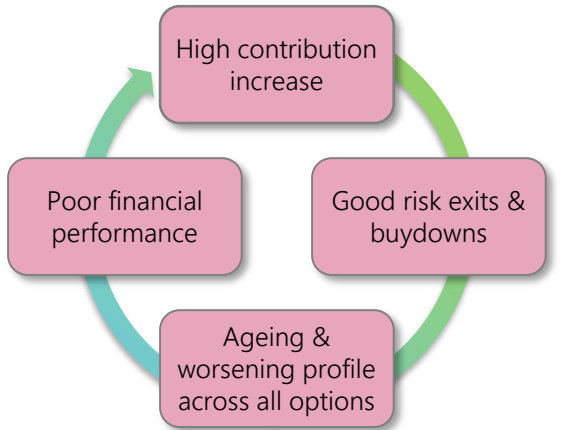 High contribution
increase
Good risk exits &
buydowns
Ageing &
worsening profile
across all options
Poor financial
performance